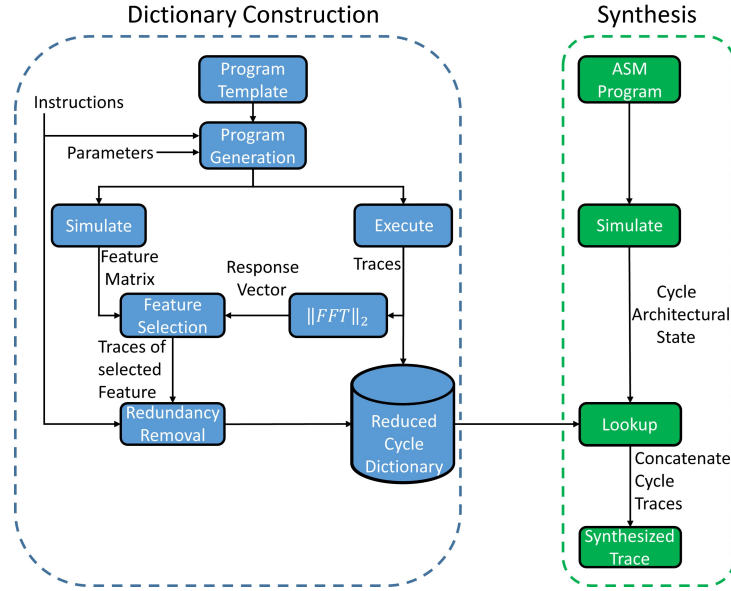 Dictionary Construction
Synthesis
Program
Template
ASM
Program
Instructions
Program
Generation
Parameters
Simulate
Execute
Simulate
Feature
Matrix
Response
Vector
Traces
Feature
Selection
‖FFT‖₂
Cycle
Architectural
State
Traces of
selected
Feature
Redundancy
Removal
Reduced
Cycle
Dictionary
Lookup
Concatenate
Cycle
Traces
Synthesized
Trace